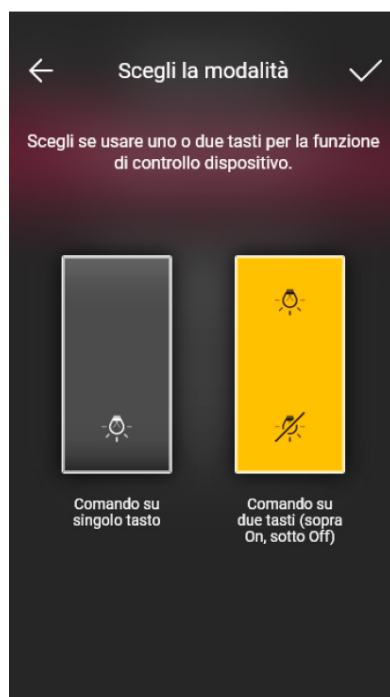 Scegli la modalità
Scegli se usare uno o due tasti per la funzione
di controllo dispositivo.
Comando su
singolo tasto
Comando su
due tasti (sopra
On, sotto Off)